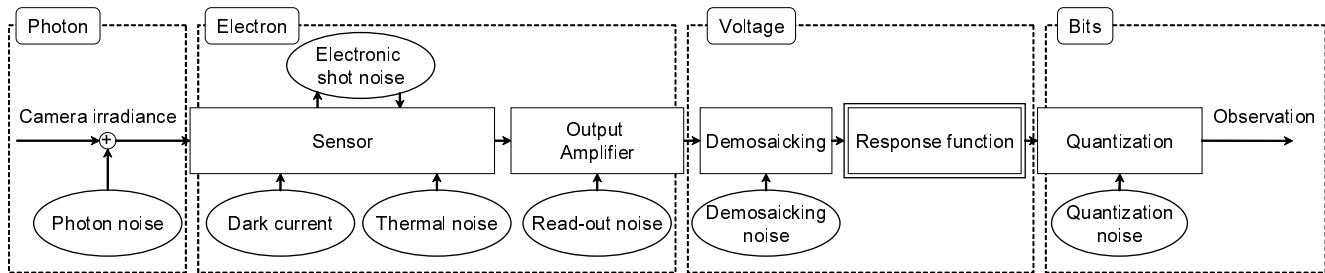 Photon
Electron
Voltage
Bits
Electronic
shot noise
Camera irradiance
Sensor
Output
Amplifier
Demosaicking
Response function
Quantization
Observation
+
Photon noise
Dark current
Thermal noise
Read-out noise
Demosaicking
noise
Quantization
noise